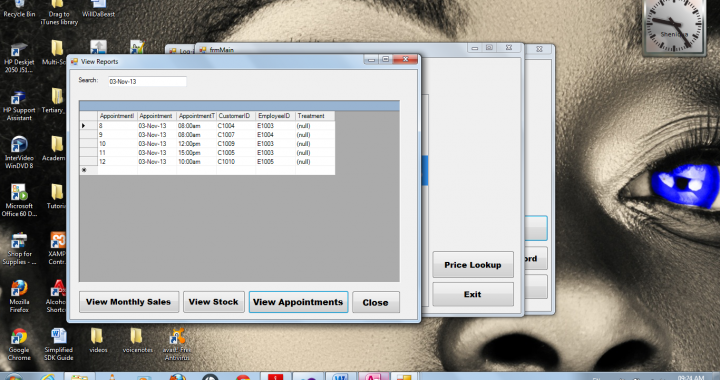 Recycle Bin
Drag to iTunes library
WillDaBeast
HP Deskjet 2050 J51...
Multi-Sc
HP Support Assistant
Tertiary_
InterVideo WinDVD 8
Academ
Microsoft Office 60 D...
Tutoria
Shop for Supplies - ...
XAMP Contr
Mozilla Firefox
Alcoho Shortc
Google Chrome
Simplified SDK Guide
videos
voicenotes
avast! Free Antivirus
Log
frmMain
View Reports
Search:
03-Nov-13
AppointmentI Appointment AppointmentT CustomerID EmployeeID Treatment
8 03-Nov-13 08:00am C1004 E1003 (null)
9 03-Nov-13 08:00am C1007 E1004 (null)
10 03-Nov-13 12:00pm C1009 E1003 (null)
11 03-Nov-13 15:00pm C1005 E1003 (null)
12 03-Nov-13 10:00am C1010 E1005 (null)
View Monthly Sales
View Stock
View Appointments
Close
Price Lookup
Exit
ord
09:24 AM